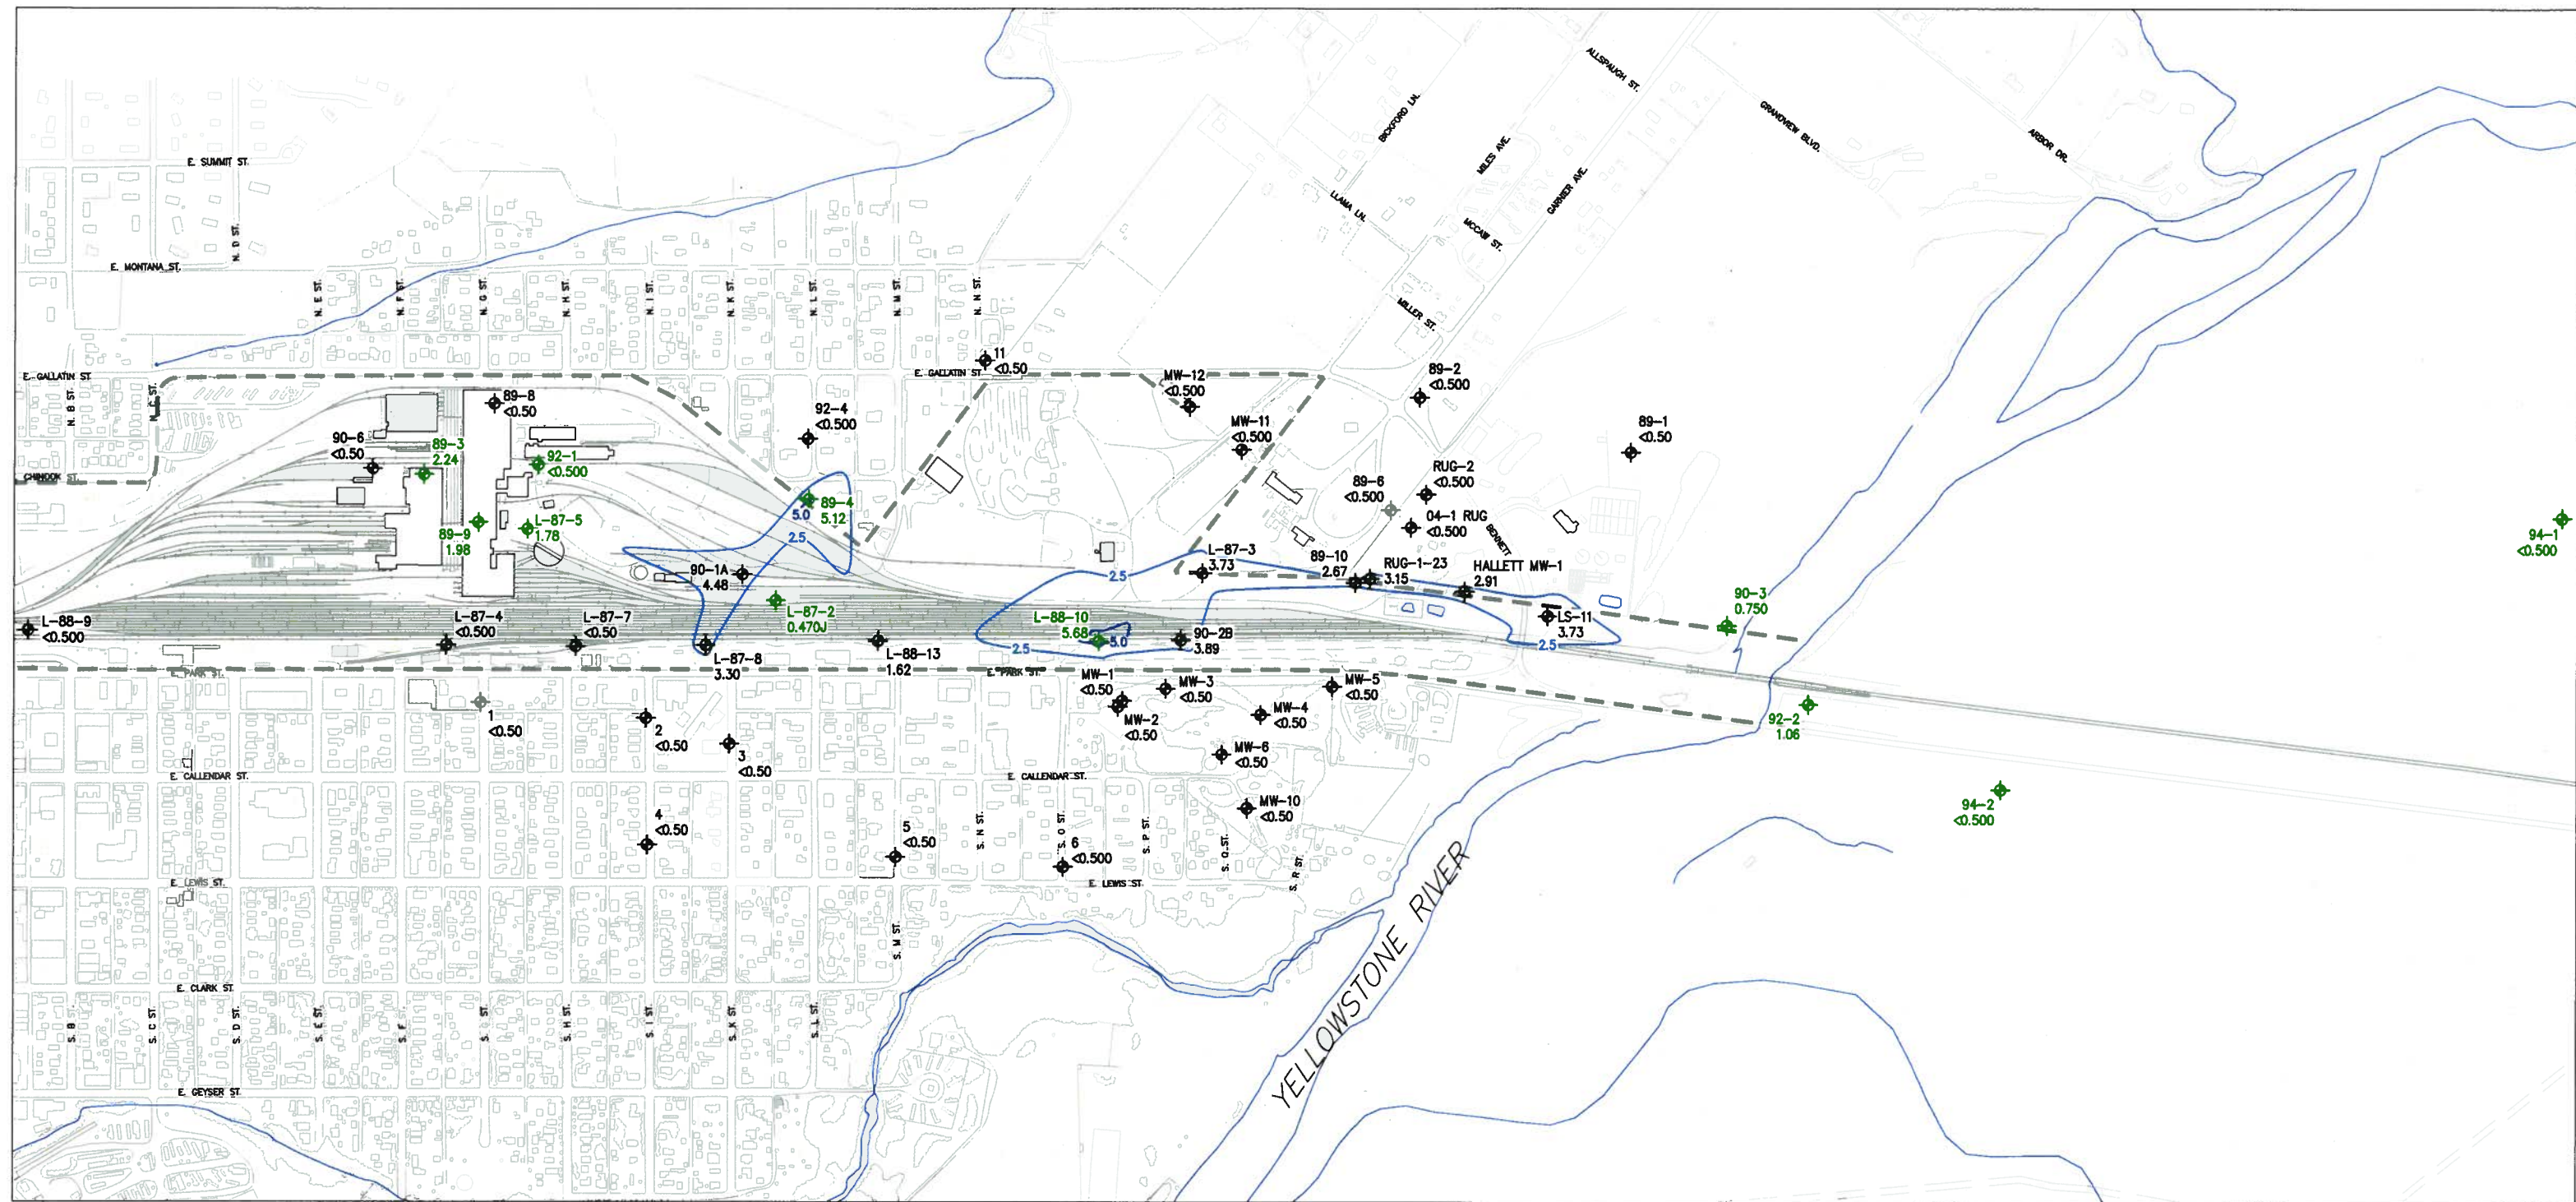 ALLSPAUGH ST.
GRANDVIEW BLVD.
ARBOR DR.
BICKFORD LN.
MILES AVE.
GARNIER AVE.
LLAMA LN.
MCCAW ST.
MILLER ST.
E. SUMMIT ST.
N. D ST.
E. MONTANA ST.
N. E ST.
N. F ST.
N. G ST.
N. H ST.
N. I ST.
N. K ST.
N. L ST.
N. M ST.
N. N ST.
E. GALLATIN ST.
N. B ST.
N. C ST.
11
<0.50
E. GALLATIN ST.
MW-12
<0.500
89-2
<0.500
89-8
<0.50
92-4
<0.500
MW-11
<0.500
89-1
<0.50
90-6
<0.50
89-3
2.24
92-1
<0.500
CHINOOK ST.
RUG-2
<0.500
89-6
<0.500
04-1 RUG
<0.500
BENNETT
89-4
5.12
5.0
2.5
89-9
1.98
L-87-5
1.78
94-1
<0.500
90-1A
4.48
L-87-3
3.73
2.5
89-10
2.67
RUG-1-23
3.15
HALLETT MW-1
2.91
L-87-2
0.470J
90-3
0.750
L-88-9
<0.500
L-87-4
<0.500
L-87-7
<0.50
L-87-8
3.30
L-88-13
1.62
L-88-10
5.68
5.0
2.5
90-2B
3.89
LS-11
3.73
2.5
E. PARK ST.
E. PARK ST.
MW-1
<0.50
MW-2
<0.50
MW-3
<0.50
MW-4
<0.50
MW-5
<0.50
MW-6
<0.50
1
<0.50
2
<0.50
3
<0.50
92-2
1.06
E. CALLENDAR ST.
E. CALLENDAR ST.
94-2
<0.500
MW-10
<0.50
4
<0.50
5
<0.50
6
<0.500
S. N ST.
S. O ST.
S. P ST.
S. Q ST.
S. R ST.
E. LEWIS ST.
E. LEWIS ST.
S. M ST.
YELLOWSTONE RIVER
E. CLARK ST.
S. B ST.
S. C ST.
S. D ST.
S. E ST.
S. F ST.
S. H ST.
S. I ST.
S. K ST.
S. L ST.
E. GEYSER ST.